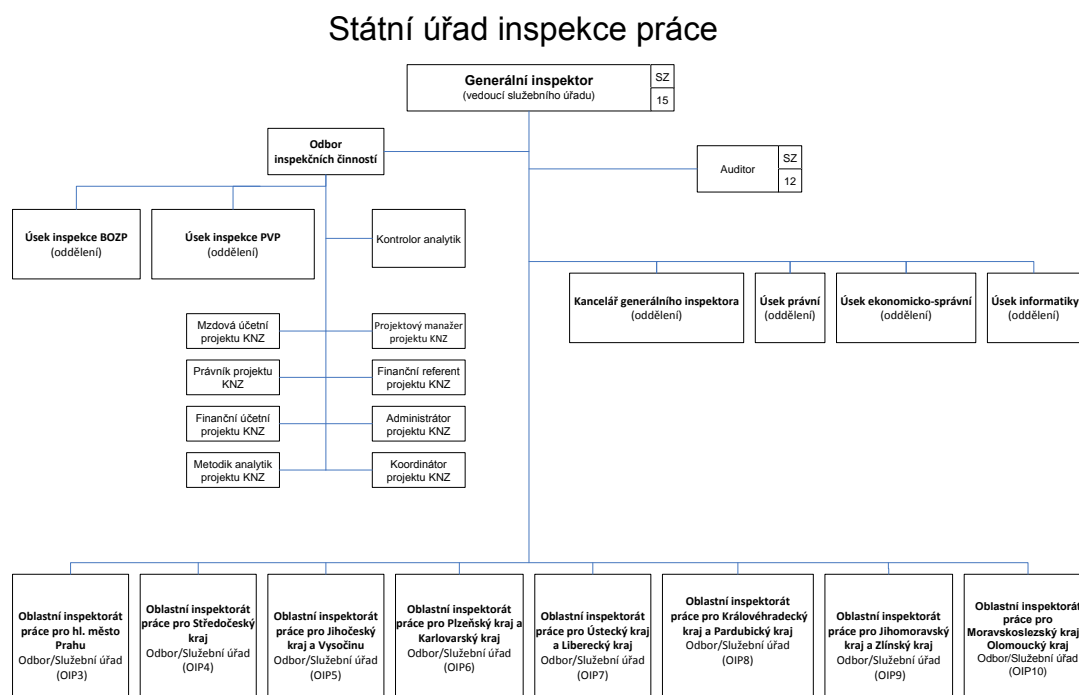 Státní úřad inspekce práce
Generální inspektor
(vedoucí služebního úřadu)
SZ
15
Odbor
inspekčních činností
Auditor
SZ
12
Úsek inspekce BOZP
(oddělení)
Úsek inspekce PVP
(oddělení)
Kontrolor analytik
Kancelář generálního inspektora
(oddělení)
Úsek právní
(oddělení)
Úsek ekonomicko-správní
(oddělení)
Úsek informatiky
(oddělení)
Mzdová účetní
projektu KNZ
Projektový manažer
projektu KNZ
Právník projektu
KNZ
Finanční referent
projektu KNZ
Finanční účetní
projektu KNZ
Administrátor
projektu KNZ
Metodik analytik
projektu KNZ
Koordinátor
projektu KNZ
Oblastní inspektorát
práce pro hl. město
Prahu
Odbor/Služební úřad
(OIP3)
Oblastní inspektorát
práce pro Středočeský
kraj
Odbor/Služební úřad
(OIP4)
Oblastní inspektorát
práce pro Jihočeský
kraj a Vysočinu
Odbor/Služební úřad
(OIP5)
Oblastní inspektorát
práce pro Plzeňský kraj a
Karlovarský kraj
Odbor/Služební úřad
(OIP6)
Oblastní inspektorát
práce pro Ústecký kraj
a Liberecký kraj
Odbor/Služební úřad
(OIP7)
Oblastní inspektorát
práce pro Královéhradecký
kraj a Pardubický kraj
Odbor/Služební úřad
(OIP8)
Oblastní inspektorát
práce pro Jihomoravský
kraj a Zlínský kraj
Odbor/Služební úřad
(OIP9)
Oblastní inspektorát
práce pro
Moravskoslezský kraj
Olomoucký kraj
Odbor/Služební úřad
(OIP10)